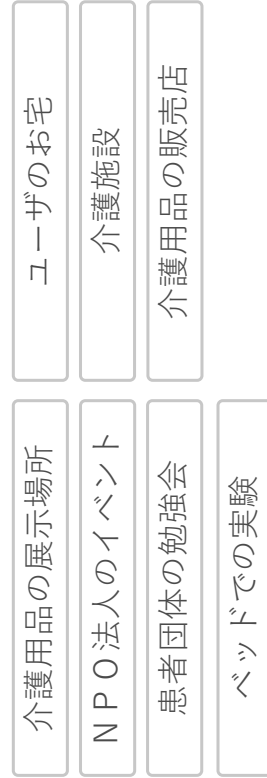 介護用品の展示場所
ユーザのお宅
NPO法人のイベント
介護施設
患者団体の勉強会
介護用品の販売店
ベッドでの実験